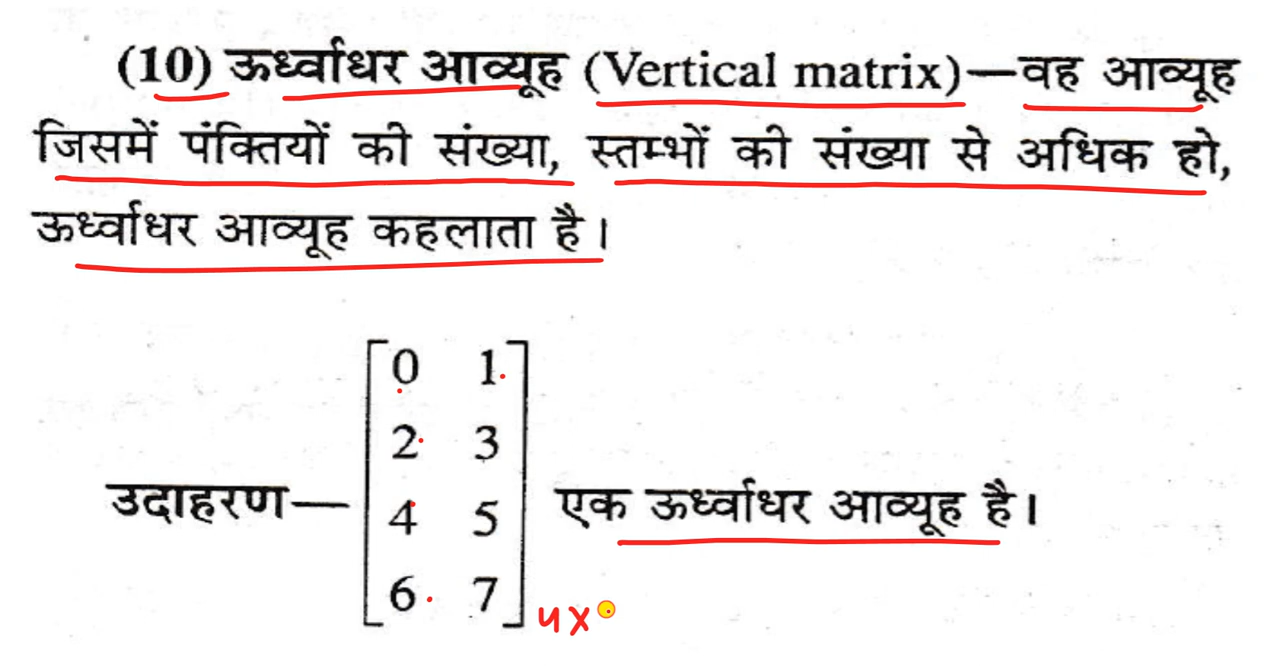 (10) ऊर्ध्वाधर आव्यूह (Vertical matrix)—वह आव्यूह
जिसमें पंक्तियों की संख्या, स्तम्भों की संख्या से अधिक हो,
ऊर्ध्वाधर आव्यूह कहलाता है।
0 1
2 3
उदाहरण— 4 5 एक ऊर्ध्वाधर आव्यूह है।
6 7 4x